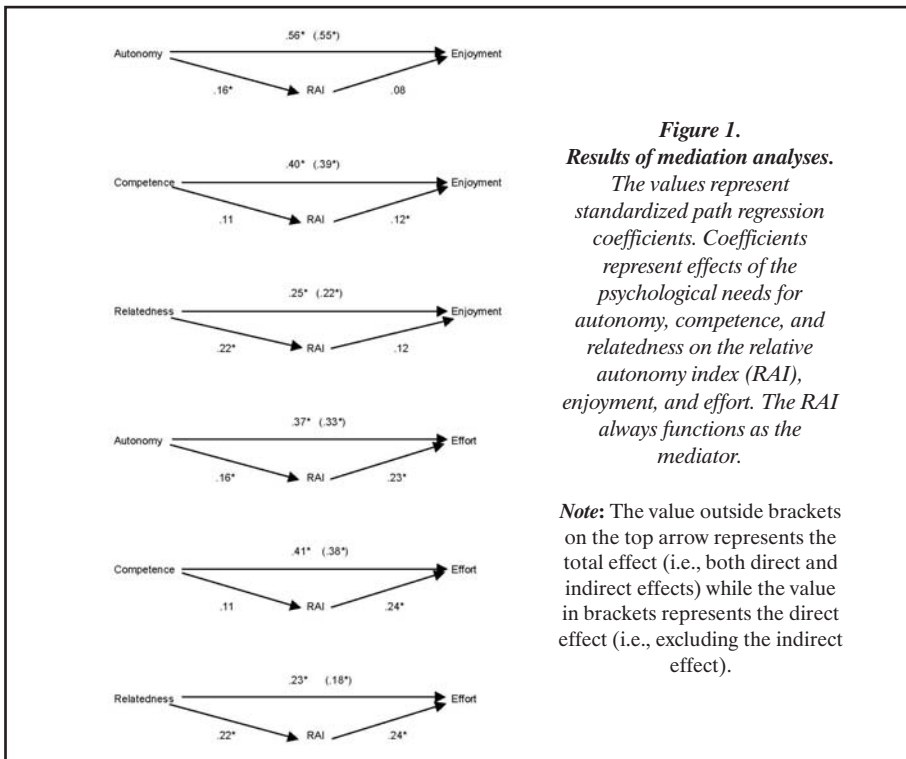 .56* (.55*)
Autonomy Enjoyment
.16* RAI .08
.40* (.39*)
Competence Enjoyment
.11 RAI .12*
.25* (.22*)
Relatedness Enjoyment
.22* RAI .12
.37* (.33*)
Autonomy Effort
.16* RAI .23*
.41* (.38*)
Competence Effort
.11 RAI .24*
.23* (.18*)
Relatedness Effort
.22* RAI .24*
Figure 1.
Results of mediation analyses.
The values represent
standardized path regression
coefficients. Coefficients
represent effects of the
psychological needs for
autonomy, competence, and
relatedness on the relative
autonomy index (RAI),
enjoyment, and effort. The RAI
always functions as the
mediator.
Note: The value outside brackets
on the top arrow represents the
total effect (i.e., both direct and
indirect effects) while the value
in brackets represents the direct
effect (i.e., excluding the indirect
effect).